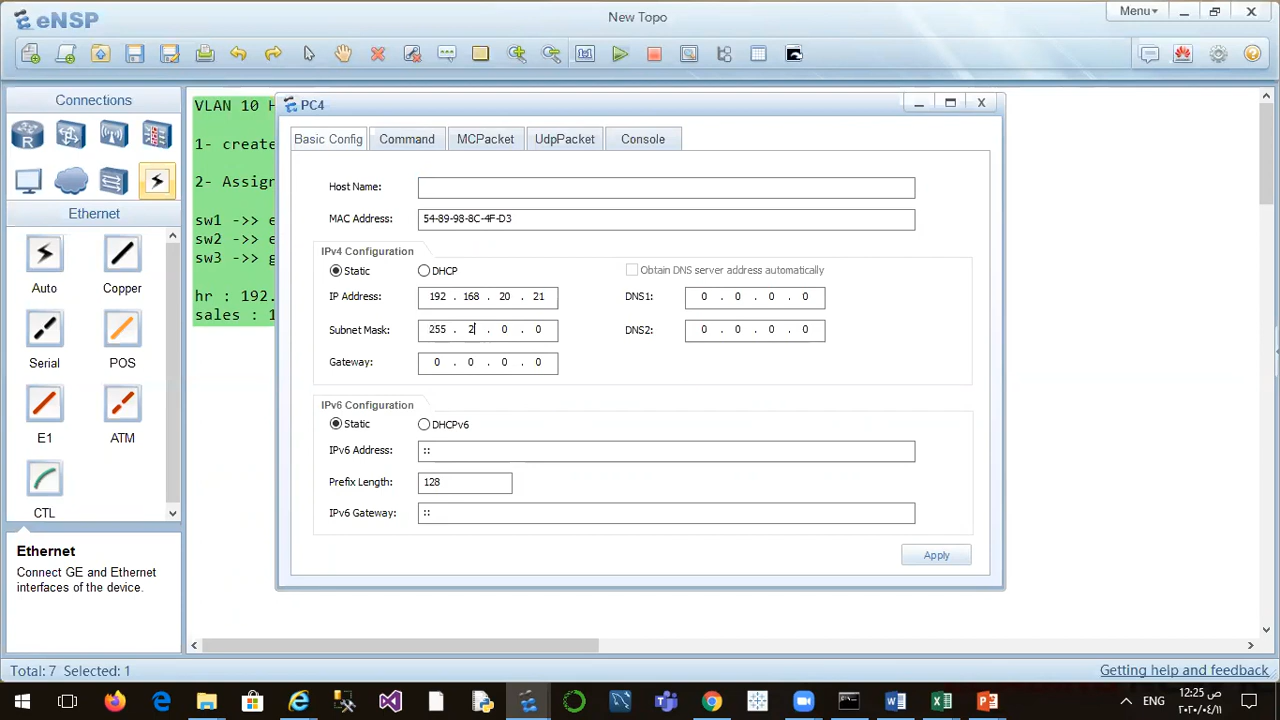 eNSP
New Topo
Menu
Connections
R
Ethernet
Auto
Copper
Serial
POS
E1
ATM
CTL
Ethernet
Connect GE and Ethernet
interfaces of the device.
VLAN 10 H
1- create
2- Assign
sw1 ->> e
sw2 ->> e
sw3 ->> g
hr : 192.
sales : 1
PC4
Basic Config
Command
MCPacket
UdpPacket
Console
Host Name:
MAC Address: 54-89-98-8C-4F-D3
IPv4 Configuration
Static DHCP
Obtain DNS server address automatically
IP Address: 192 . 168 . 20 . 21
DNS1: 0 . 0 . 0 . 0
Subnet Mask: 255 . 2 . 0 . 0
DNS2: 0 . 0 . 0 . 0
Gateway: 0 . 0 . 0 . 0
IPv6 Configuration
Static DHCPv6
IPv6 Address: ::
Prefix Length: 128
IPv6 Gateway: ::
Apply
Total: 7 Selected: 1
Getting help and feedback
ENG
12:25 ص
٢٠٢٠/٠٤/١١